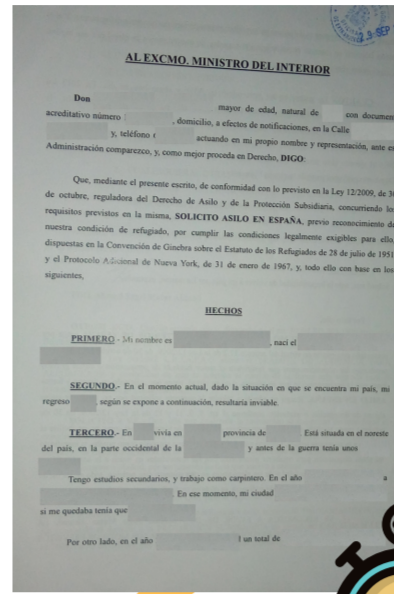 9 SEP
AL EXCMO. MINISTRO DEL INTERIOR
Don
mayor de edad, natural de con documen
acreditativo número , domicilio, a efectos de notificaciones, en la Calle
y, teléfono actuando en mi propio nombre y representación, ante es
Administración comparezco, y, como mejor proceda en Derecho, DIGO:
Que, mediante el presente escrito, de conformidad con lo previsto en la Ley 12/2009, de 3
de octubre, reguladora del Derecho de Asilo y de la Protección Subsidiaria, concurriendo lo
requisitos previstos en la misma, SOLICITO ASILO EN ESPAÑA, previo reconocimiento de
nuestra condición de refugiado, por cumplir las condiciones legalmente exigibles para ello,
dispuestas en la Convención de Ginebra sobre el Estatuto de los Refugiados de 28 de julio de 1951
y el Protocolo Adicional de Nueva York, de 31 de enero de 1967, y, todo ello con base en los
siguientes,
HECHOS
PRIMERO.- Mi nombre es , nací el
SEGUNDO.- En el momento actual, dado la situación en que se encuentra mi país, mi
regreso , según se expone a continuación, resultaría inviable.
TERCERO.- En vivía en provincia de . Está situada en el noreste
del país, en la parte occidental de la y antes de la guerra tenía unos
Tengo estudios secundarios, y trabajo como carpintero. En el año a
. En ese momento, mi ciudad
si me quedaba tenía que
Por otro lado, en el año un total de